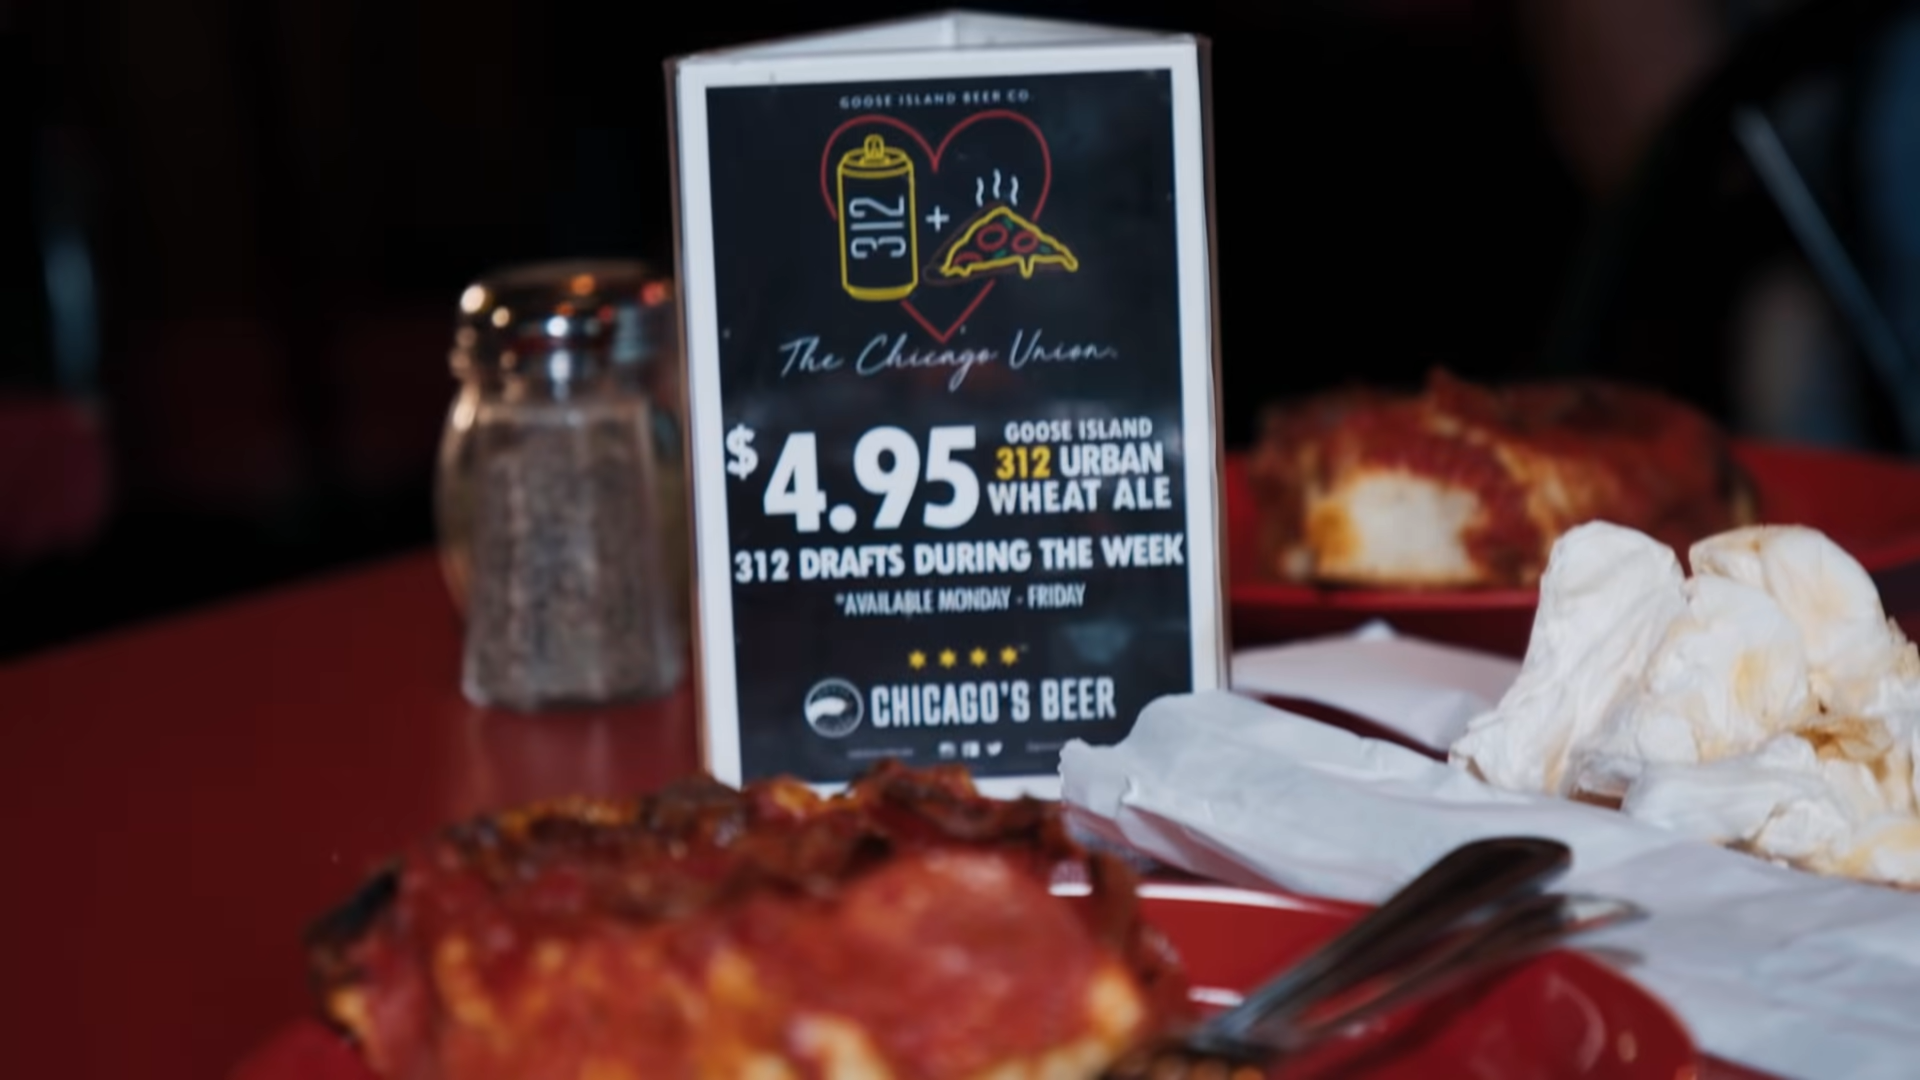 GOOSE ISLAND BEER CO.
312
+
The Chicago Union.
$4.95
GOOSE ISLAND
312 URBAN
WHEAT ALE
312 DRAFTS DURING THE WEEK
*AVAILABLE MONDAY - FRIDAY
CHICAGO'S BEER